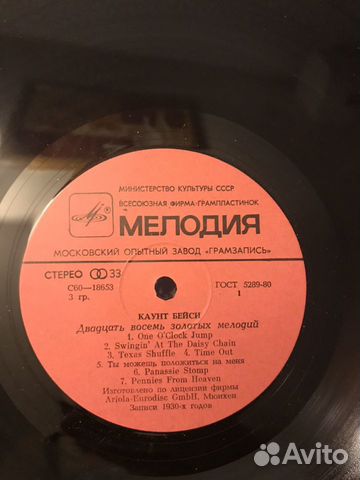 МИНИСТЕРСТВО КУЛЬТУРЫ СССР
ВСЕСОЮЗНАЯ ФИРМА ГРАМПЛАСТИНОК
МЕЛОДИЯ
МОСКОВСКИЙ ОПЫТНЫЙ ЗАВОД «ГРАМЗАПИСЬ»
СТЕРЕО 33
С60—18653 ГОСТ 5289-80
3 гр. 1
КАУНТ БЕЙСИ
Двадцать восемь золотых мелодий
1. One O'Clock Jump
2. Swingin' At The Daisy Chain
3. Texas Shuffle 4. Time Out
5. Ты можешь положиться на меня
6. Panassie Stomp
7. Pennies From Heaven
Изготовлено по лицензии фирмы
Ariola-Eurodisc GmbH, Мюнхен
Записи 1930-х годов
Avito